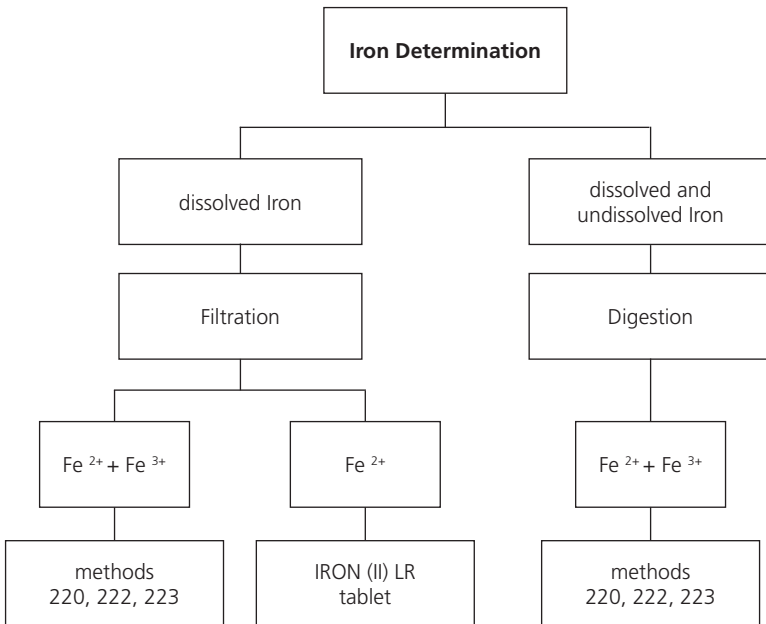 Iron Determination
dissolved Iron
dissolved and
undissolved Iron
Filtration
Digestion
Fe ²⁺ + Fe ³⁺
Fe ²⁺
Fe ²⁺ + Fe ³⁺
methods
220, 222, 223
IRON (II) LR
tablet
methods
220, 222, 223